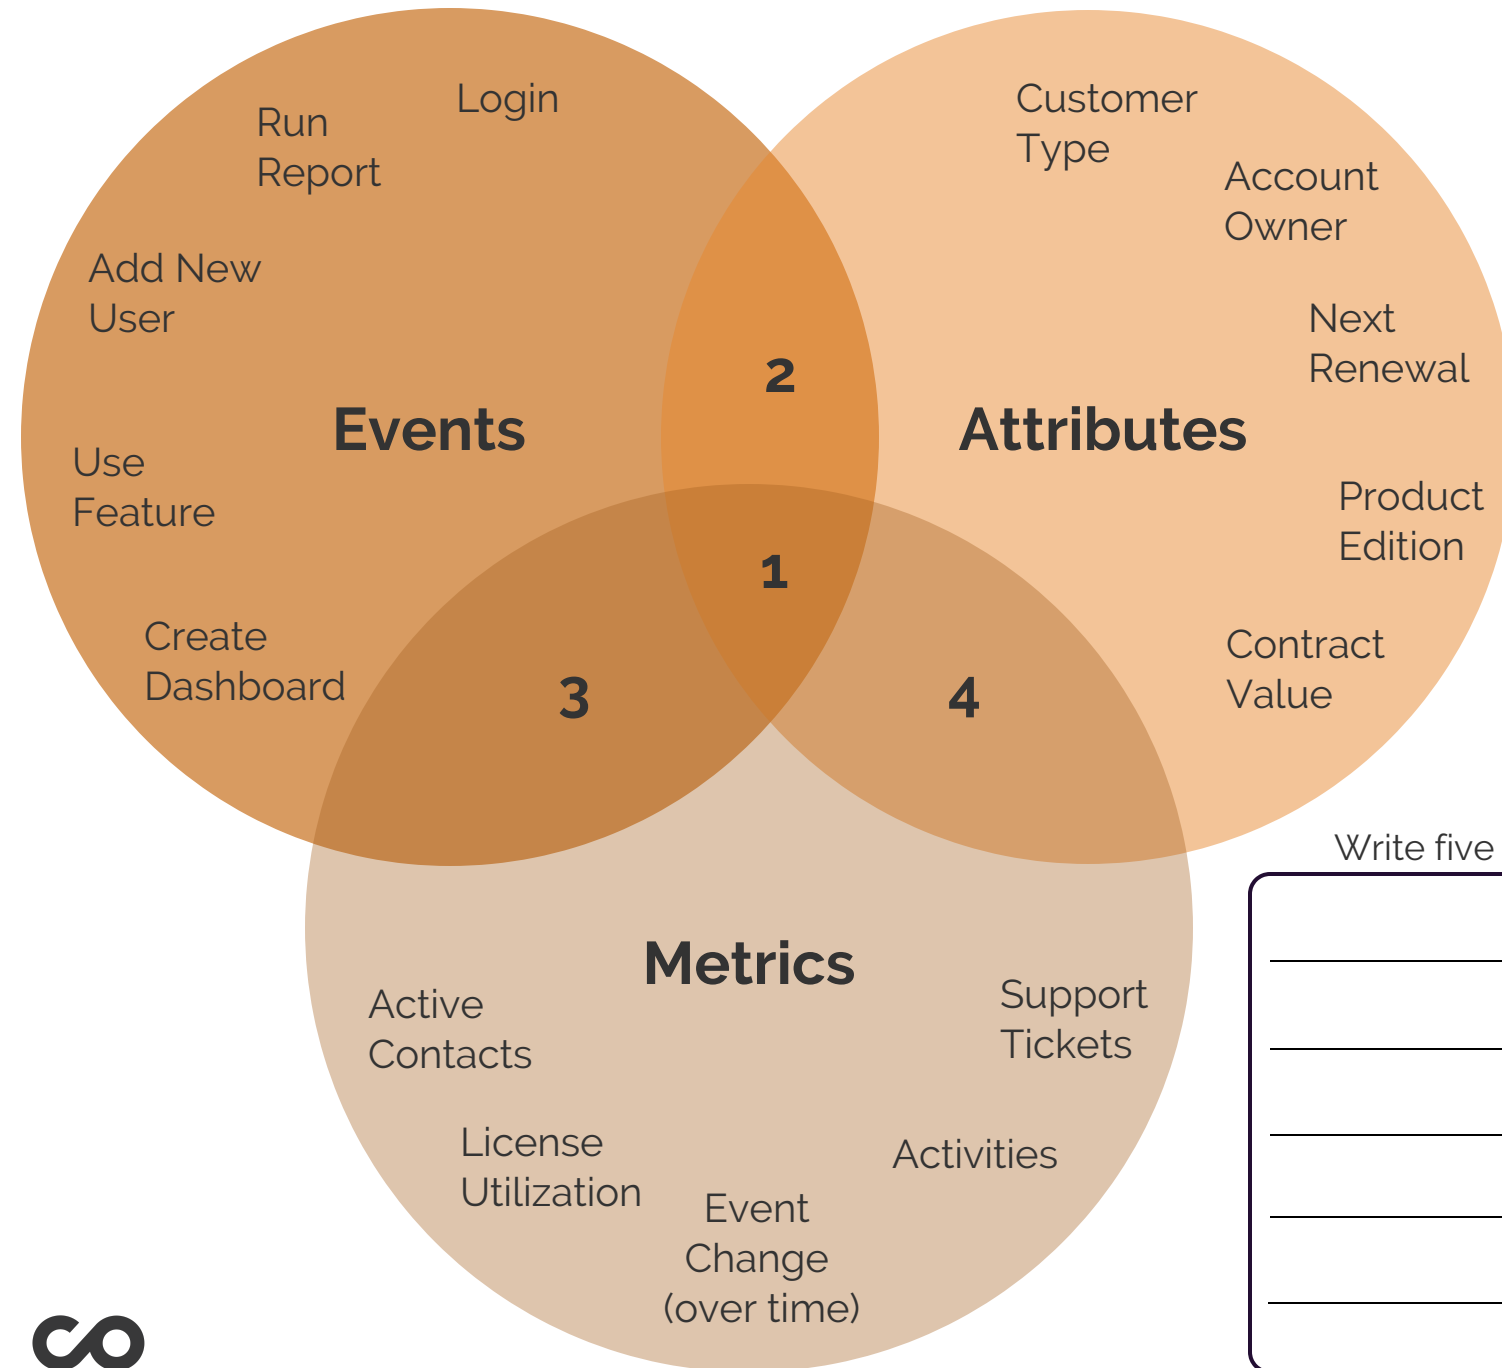 Login
Run
Report
Add New
User
Events
Use
Feature
Create
Dashboard
Customer
Type
Account
Owner
Next
Renewal
Attributes
Product
Edition
Contract
Value
2
1
3
4
Metrics
Active
Contacts
Support
Tickets
License
Utilization
Activities
Event
Change
(over time)
Write five